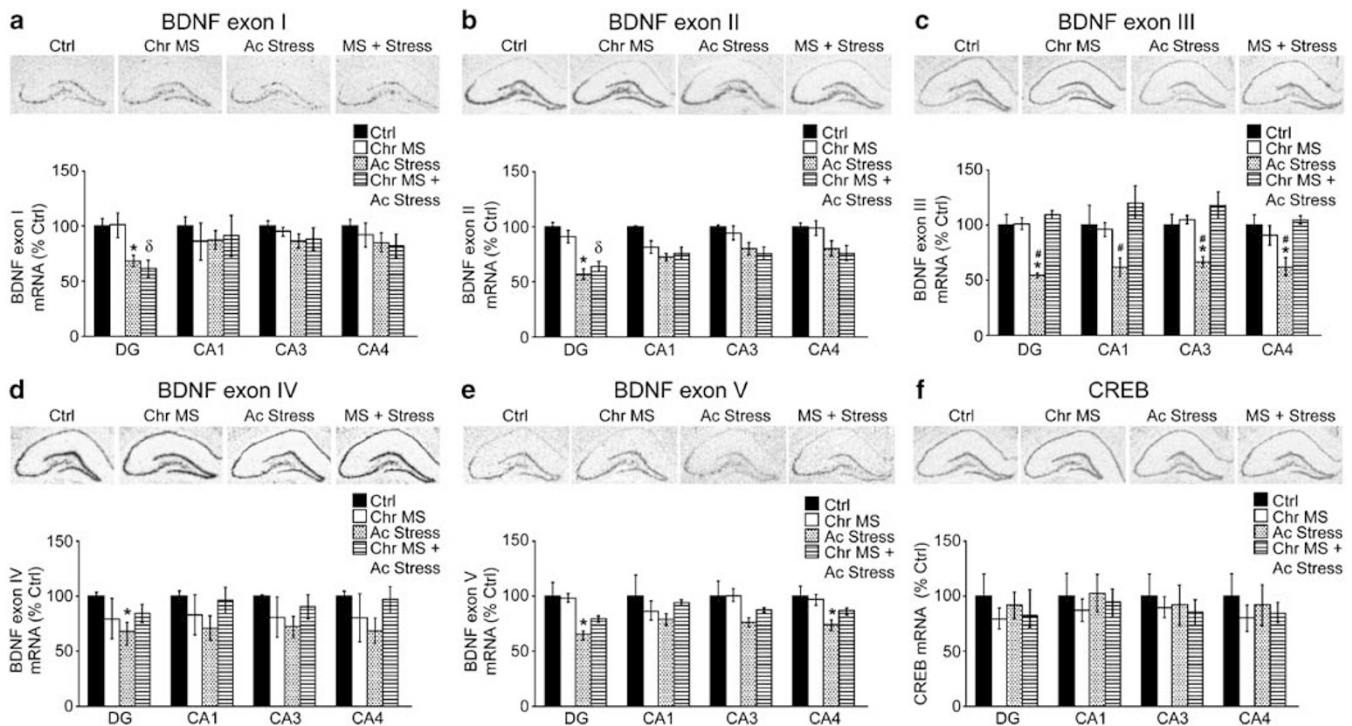 a
BDNF exon I
Ctrl Chr MS Ac Stress MS + Stress
Ctrl
Chr MS
Ac Stress
Chr MS +
Ac Stress
BDNF exon I
mRNA (% Ctrl)
150
100
50
0
* δ
DG CA1 CA3 CA4
b
BDNF exon II
Ctrl Chr MS Ac Stress MS + Stress
Ctrl
Chr MS
Ac Stress
Chr MS +
Ac Stress
BDNF exon II
mRNA (% Ctrl)
150
100
50
0
* δ
DG CA1 CA3 CA4
c
BDNF exon III
Ctrl Chr MS Ac Stress MS + Stress
Ctrl
Chr MS
Ac Stress
Chr MS +
Ac Stress
BDNF exon III
mRNA (% Ctrl)
150
100
50
0
# # # #
* * *
DG CA1 CA3 CA4
d
BDNF exon IV
Ctrl Chr MS Ac Stress MS + Stress
Ctrl
Chr MS
Ac Stress
Chr MS +
Ac Stress
BDNF exon IV
mRNA (% Ctrl)
150
100
50
0
*
DG CA1 CA3 CA4
e
BDNF exon V
Ctrl Chr MS Ac Stress MS + Stress
Ctrl
Chr MS
Ac Stress
Chr MS +
Ac Stress
BDNF exon V
mRNA (% Ctrl)
150
100
50
0
* *
DG CA1 CA3 CA4
f
CREB
Ctrl Chr MS Ac Stress MS + Stress
Ctrl
Chr MS
Ac Stress
Chr MS +
Ac Stress
CREB mRNA (% Ctrl)
150
100
50
0
DG CA1 CA3 CA4